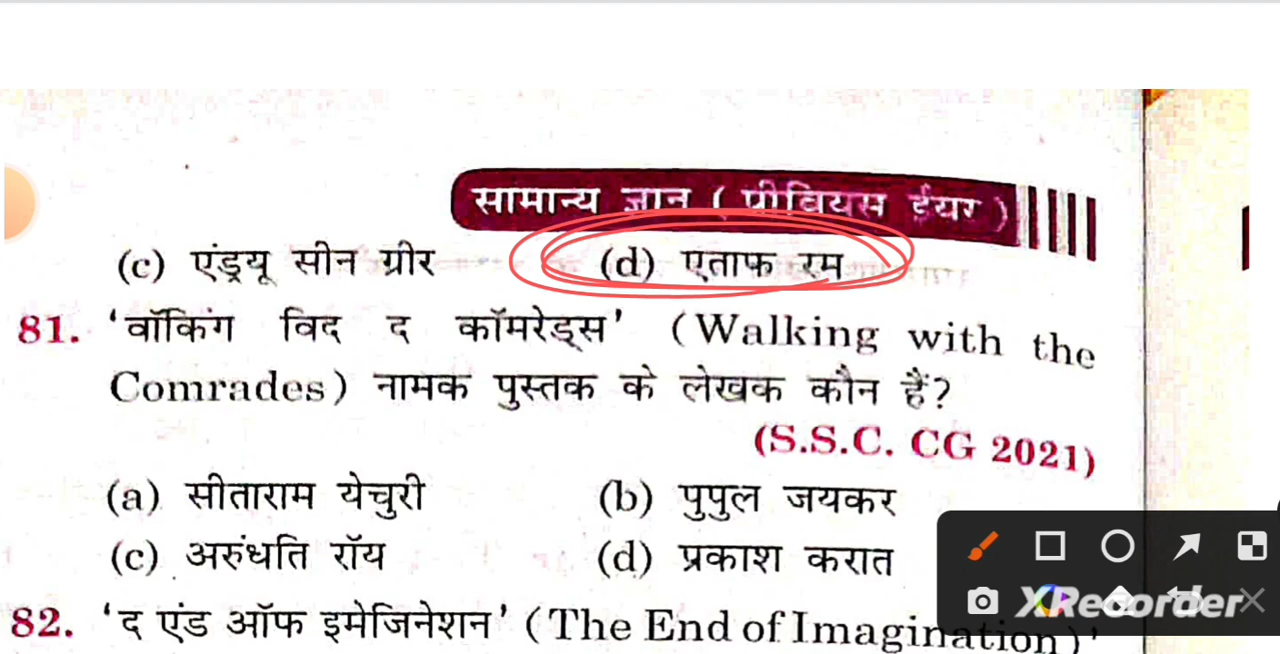 सामान्य ज्ञान ( प्रीवियस ईयर )
(c) एंड्रयू सीन ग्रीर (d) एताफ रम
81. 'वॉकिंग विद द कॉमरेड्स' (Walking with the
Comrades) नामक पुस्तक के लेखक कौन हैं?
(S.S.C. CG 2021)
(a) सीताराम येचुरी (b) पुपुल जयकर
(c) अरुंधति रॉय (d) प्रकाश करात
82. 'द एंड ऑफ इमेजिनेशन' (The End of Imagination)'
XRecorder